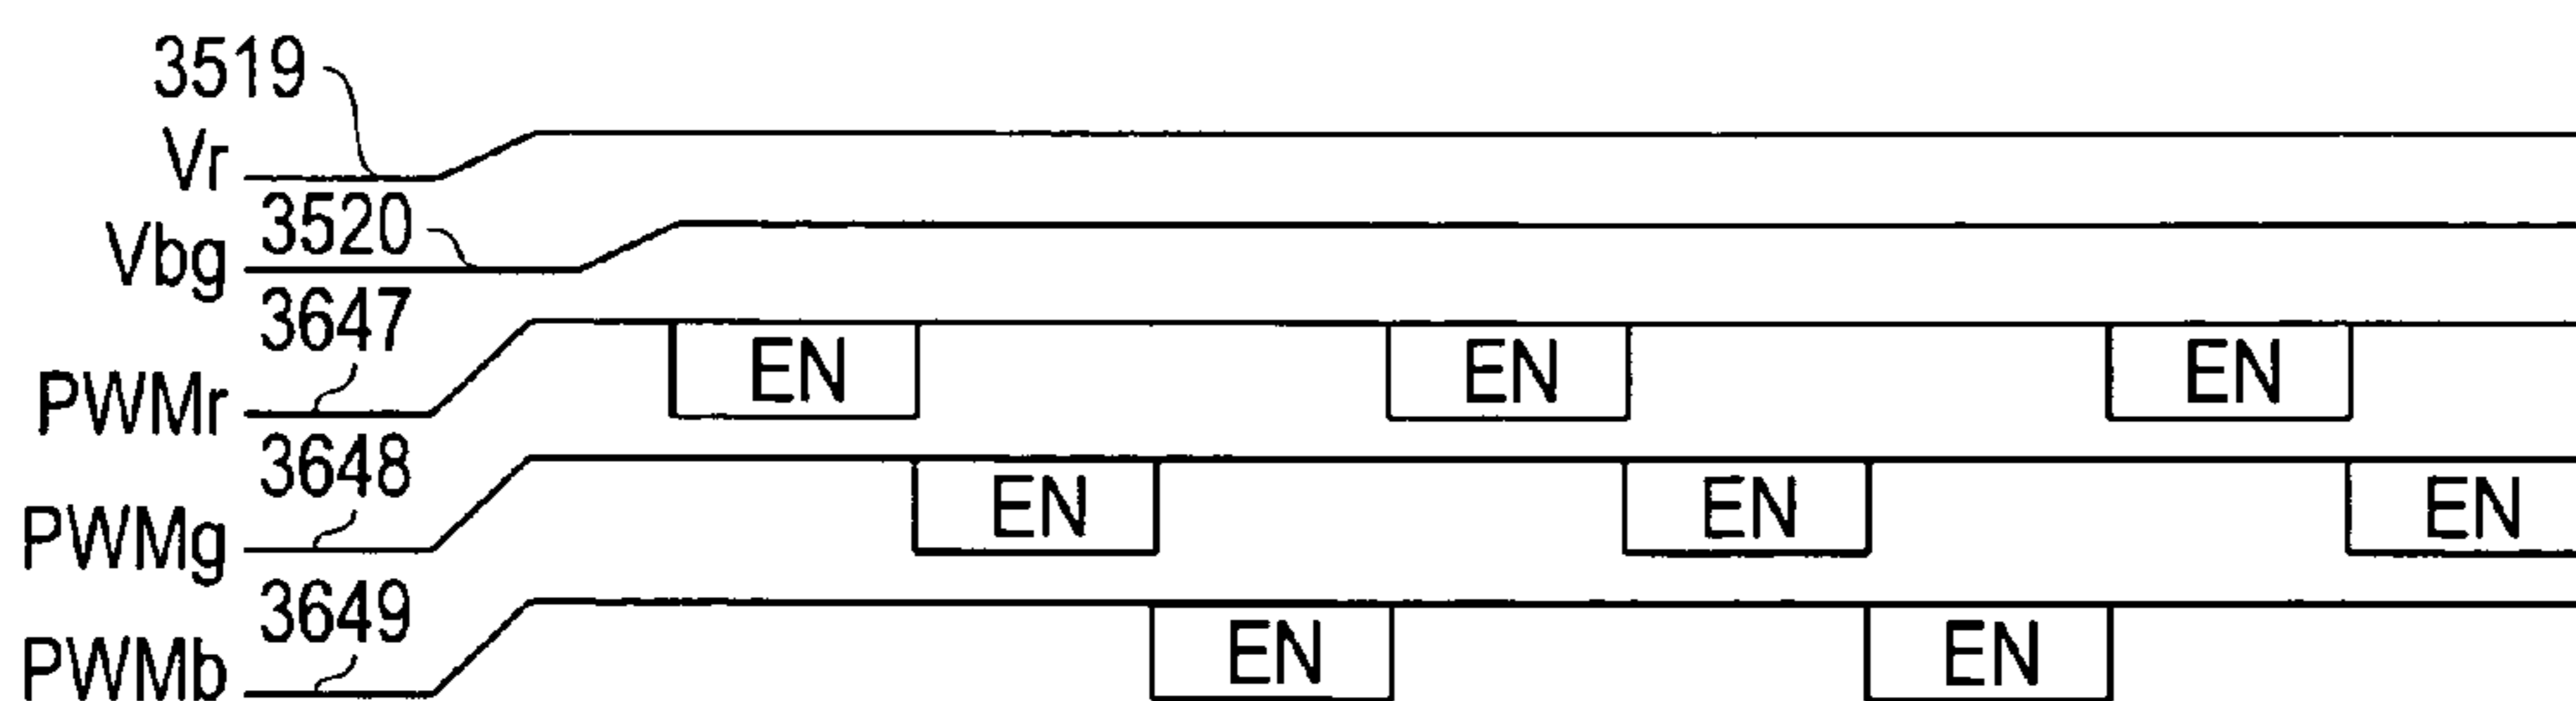 3519
Vr
3520
Vbg
3647
PWMr EN EN EN
3648
PWMg EN EN EN
3649
PWMb EN EN